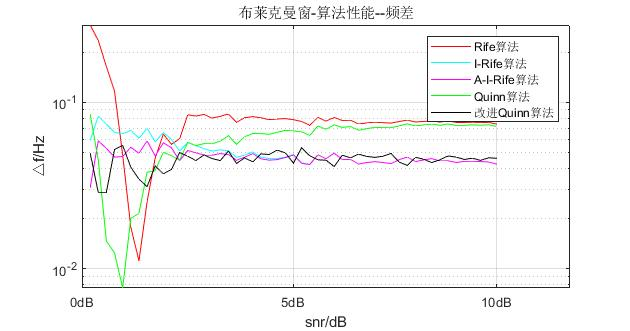 布莱克曼窗-算法性能--频差
Rife算法
I-Rife算法
A-I-Rife算法
Quinn算法
改进Quinn算法
10^-1
10^-2
△f/Hz
0dB 5dB 10dB
snr/dB